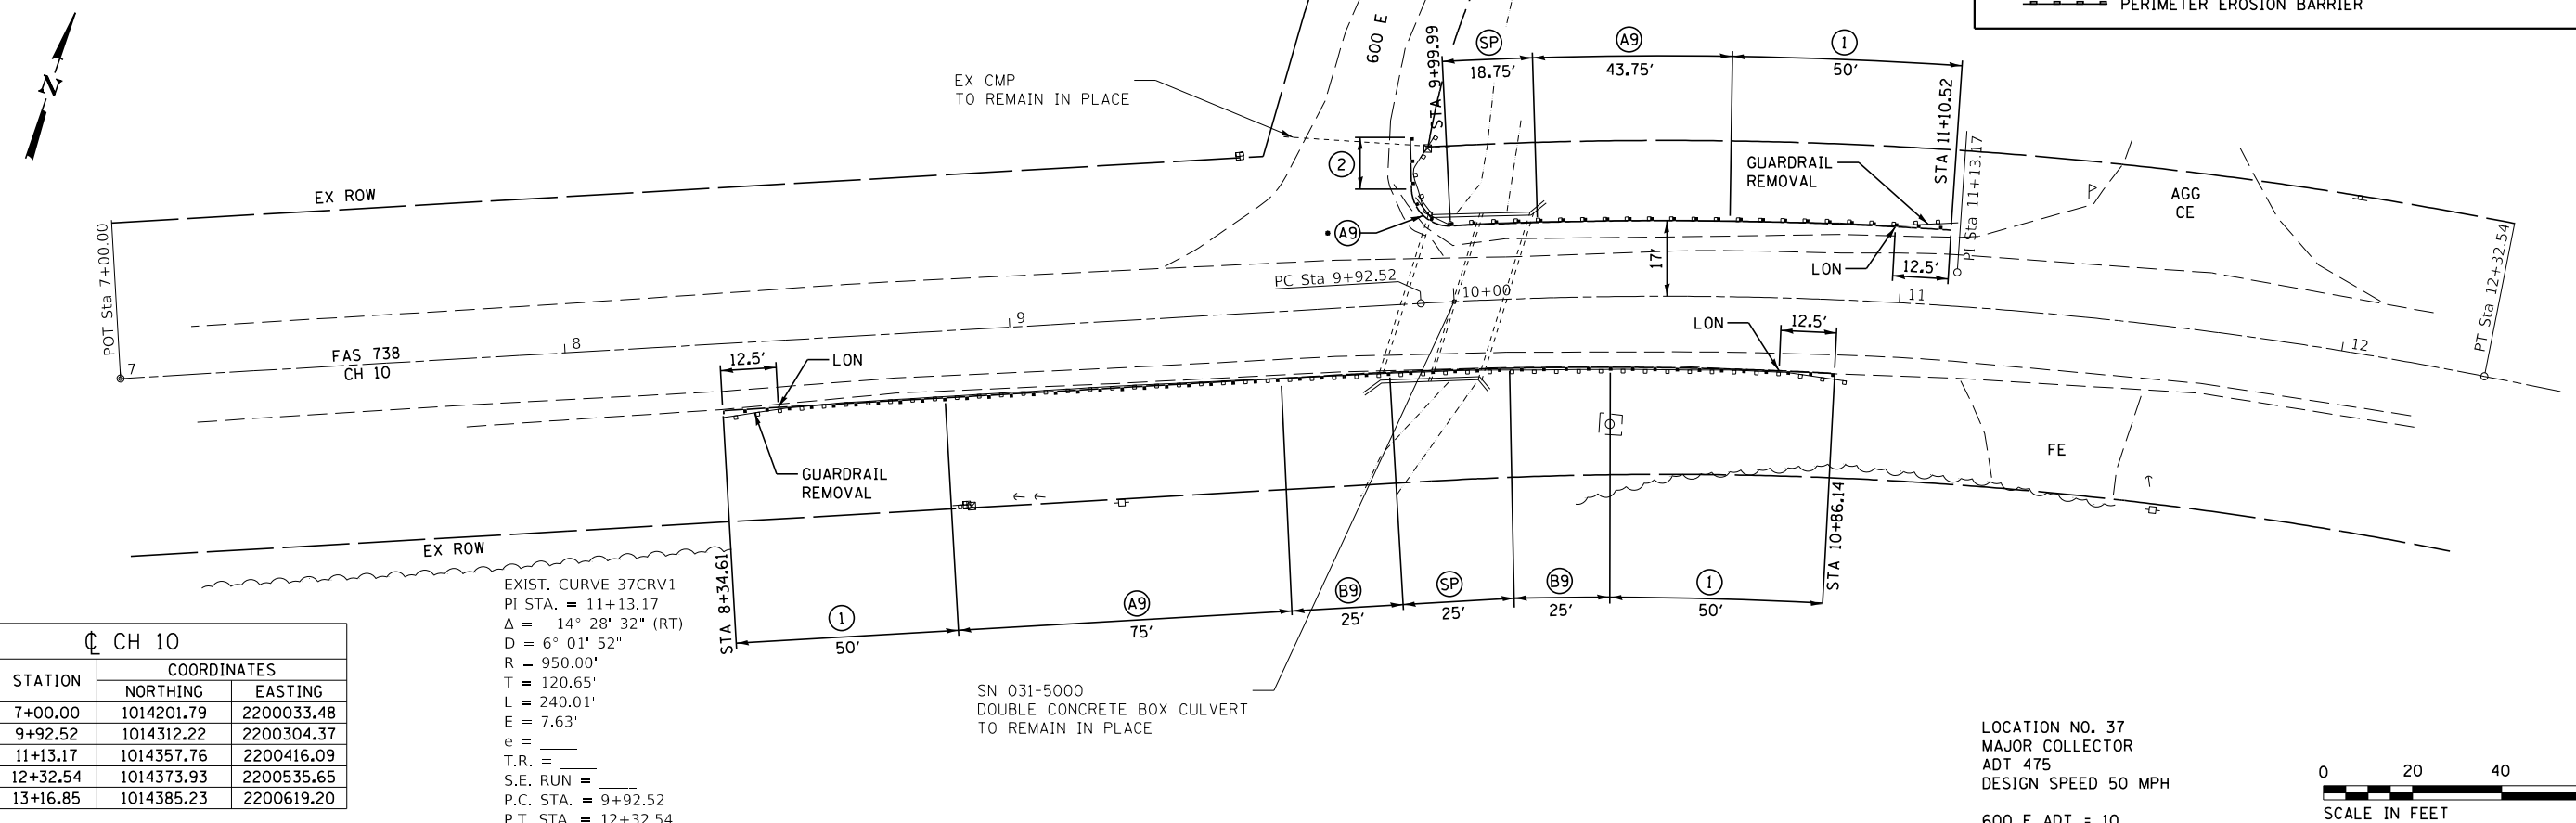 PERIMETER EROSION BARRIER
N
600 E
STA 9+99.99
SP
18.75'
A9
43.75'
1
50'
STA 11+10.52
PI Sta 11+13.17
EX CMP
TO REMAIN IN PLACE
2
• A9
GUARDRAIL
REMOVAL
AGG
CE
P
EX ROW
POT Sta 7+00.00
PC Sta 9+92.52
17'
LON
12.5'
PT Sta 12+32.54
7
8
9
10+00
11
12
FAS 738
CH 10
12.5'
LON
LON
12.5'
GUARDRAIL
REMOVAL
FE
EX ROW
STA 8+34.61
1
50'
A9
75'
B9
25'
SP
25'
B9
25'
1
50'
STA 10+86.14
EXIST. CURVE 37CRV1
PI STA. = 11+13.17
Δ = 14° 28' 32" (RT)
D = 6° 01' 52"
R = 950.00'
T = 120.65'
L = 240.01'
E = 7.63'
e = ____
T.R. = ____
S.E. RUN = ____
P.C. STA. = 9+92.52
P.T. STA. = 12+32.54
SN 031-5000
DOUBLE CONCRETE BOX CULVERT
TO REMAIN IN PLACE
℄ CH 10
STATION COORDINATES
NORTHING EASTING
7+00.00 1014201.79 2200033.48
9+92.52 1014312.22 2200304.37
11+13.17 1014357.76 2200416.09
12+32.54 1014373.93 2200535.65
13+16.85 1014385.23 2200619.20
LOCATION NO. 37
MAJOR COLLECTOR
ADT 475
DESIGN SPEED 50 MPH
600 E ADT = 10
0 20 40
SCALE IN FEET